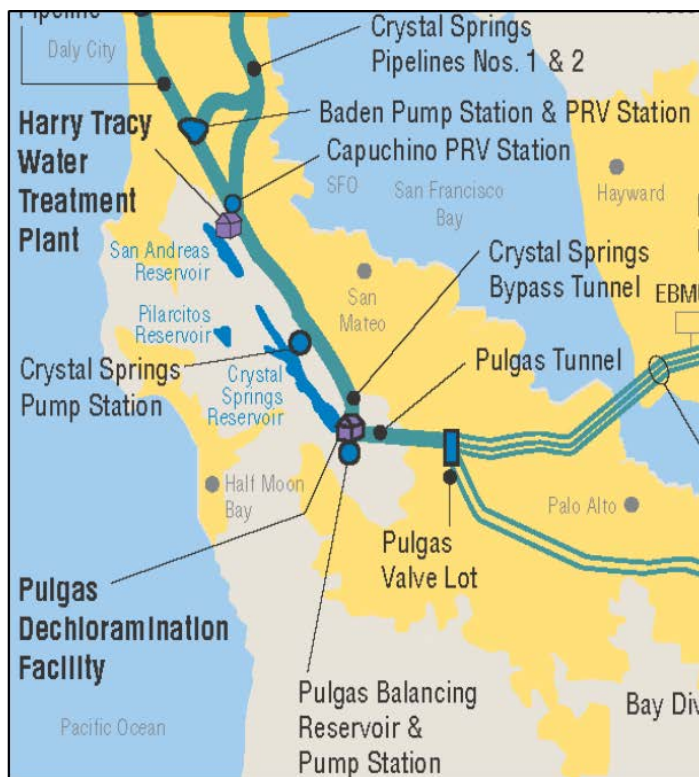 Pipeline
Daly City
Crystal Springs
Pipelines Nos. 1 & 2
Harry Tracy
Water
Treatment
Plant
Baden Pump Station & PRV Station
Capuchino PRV Station
SFO
San Francisco
Bay
Hayward
San Andreas
Reservoir
Crystal Springs
Bypass Tunnel
San
Mateo
Pilarcitos
Reservoir
Crystal Springs
Pump Station
Crystal
Springs
Reservoir
Pulgas Tunnel
Half Moon
Bay
Palo Alto
Pulgas
Valve Lot
Pulgas
Dechloramination
Facility
Pulgas Balancing
Reservoir &
Pump Station
Pacific Ocean